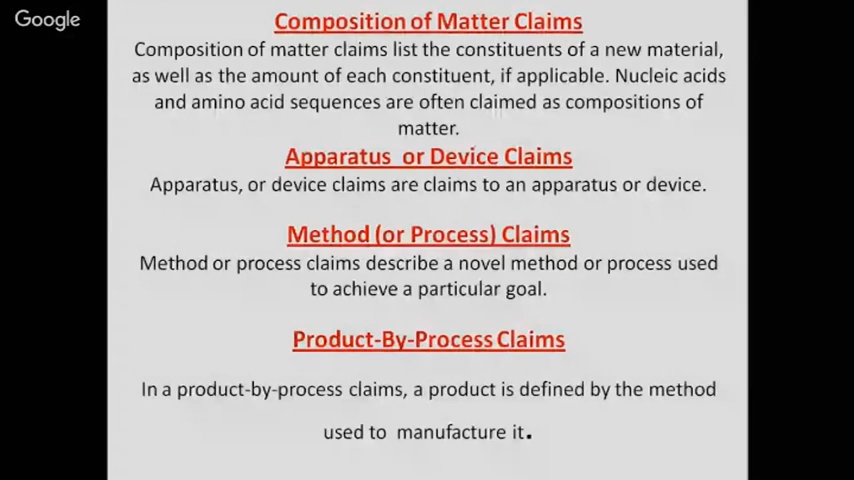 Google
Composition of Matter Claims
Composition of matter claims list the constituents of a new material,
as well as the amount of each constituent, if applicable. Nucleic acids
and amino acid sequences are often claimed as compositions of
matter.
Apparatus or Device Claims
Apparatus, or device claims are claims to an apparatus or device.
Method (or Process) Claims
Method or process claims describe a novel method or process used
to achieve a particular goal.
Product-By-Process Claims
In a product-by-process claims, a product is defined by the method
used to manufacture it.